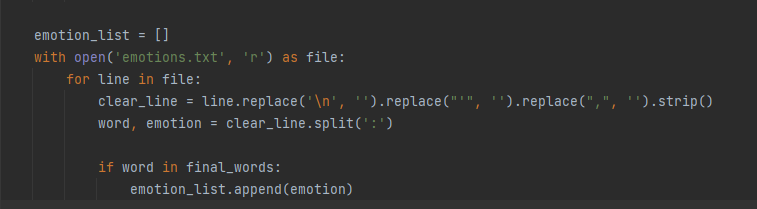 emotion_list = []
with open('emotions.txt', 'r') as file:
for line in file:
clear_line = line.replace('\n', '').replace("'", '').replace(",", '').strip()
word, emotion = clear_line.split(':')
if word in final_words:
emotion_list.append(emotion)